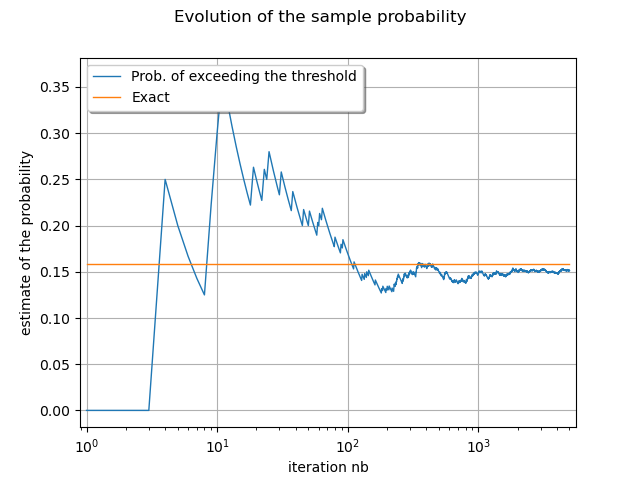 Evolution of the sample probability
Prob. of exceeding the threshold
Exact
estimate of the probability
0.35
0.30
0.25
0.20
0.15
0.10
0.05
0.00
10⁰
10¹
10²
10³
iteration nb